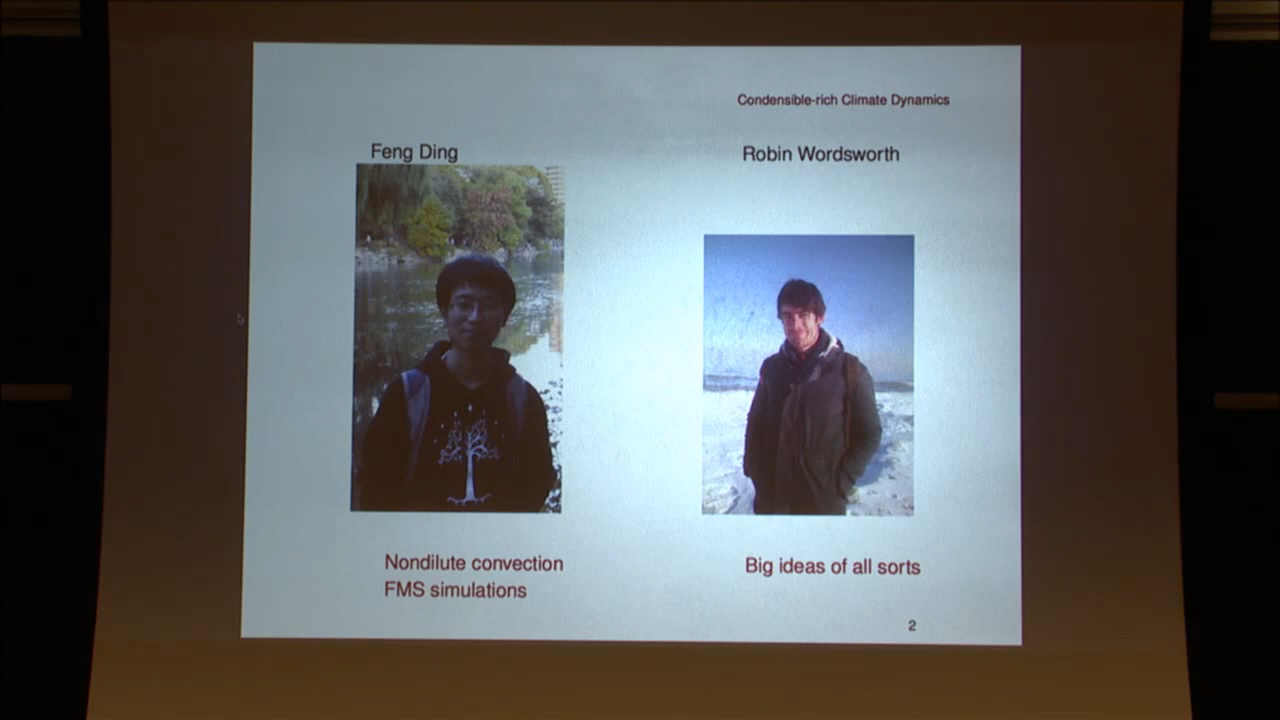 Condensible-rich Climate Dynamics
Feng Ding
Robin Wordsworth
Nondilute convection
FMS simulations
Big ideas of all sorts
2